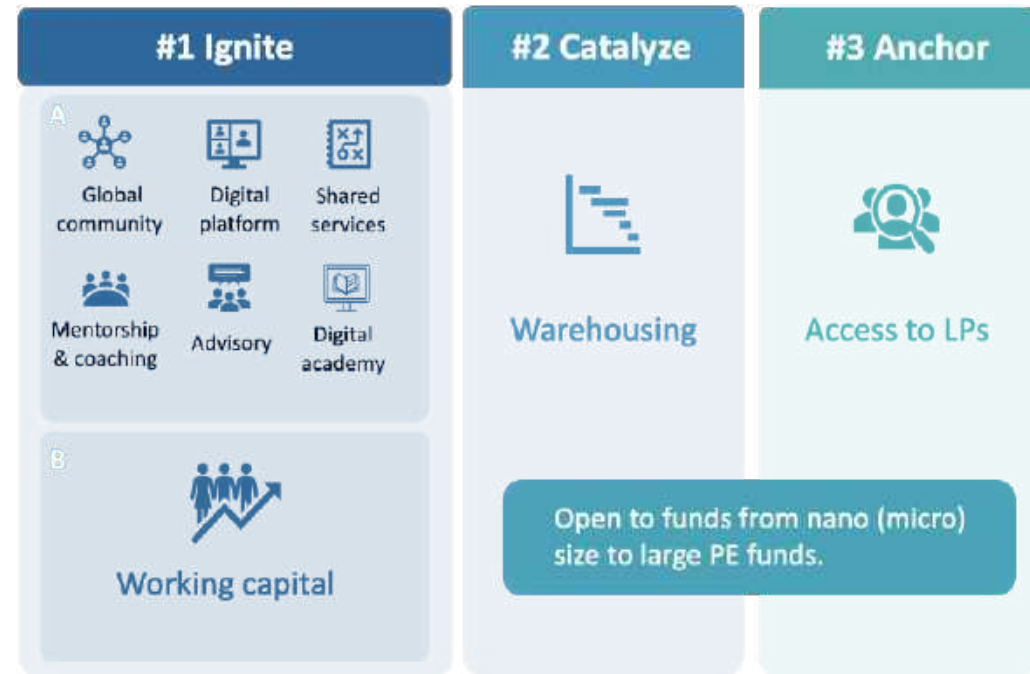 #1 Ignite
A
Global
community
Digital
platform
Shared
services
Mentorship
& coaching
Advisory
Digital
academy
B
Working capital
#2 Catalyze
Warehousing
#3 Anchor
Access to LPs
Open to funds from nano (micro)
size to large PE funds.